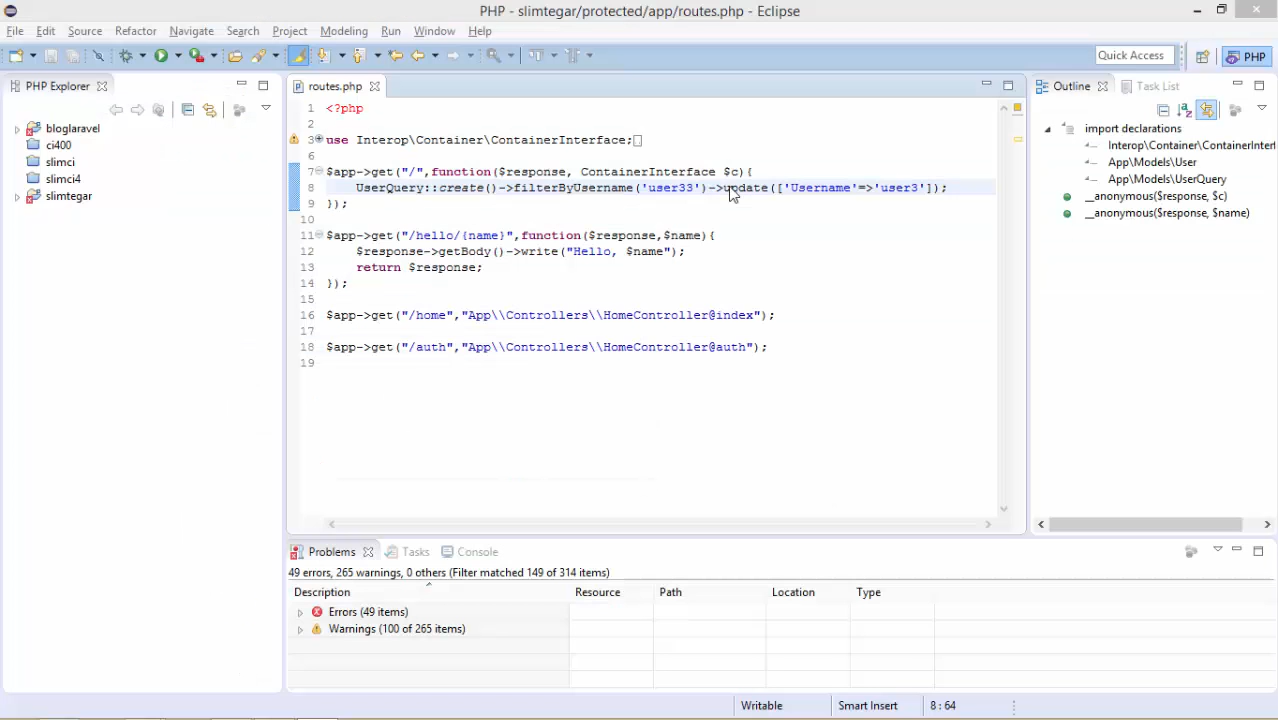 PHP - slimtegar/protected/app/routes.php - Eclipse
File Edit Source Refactor Navigate Search Project Modeling Run Window Help
Quick Access PHP
PHP Explorer
bloglaravel
ci400
slimci
slimci4
slimtegar
routes.php
1 <?php
2
3 use Interop\Container\ContainerInterface;
6
7 $app->get("/",function($response, ContainerInterface $c){
8 UserQuery::create()->filterByUsername('user33')->update(['Username'=>'user3']);
9 });
10
11 $app->get("/hello/{name}",function($response,$name){
12 $response->getBody()->write("Hello, $name");
13 return $response;
14 });
15
16 $app->get("/home","App\\Controllers\\HomeController@index");
17
18 $app->get("/auth","App\\Controllers\\HomeController@auth");
19
Outline Task List
import declarations
Interop\Container\ContainerInter
App\Models\User
App\Models\UserQuery
__anonymous($response, $c)
__anonymous($response, $name)
Problems Tasks Console
49 errors, 265 warnings, 0 others (Filter matched 149 of 314 items)
Description Resource Path Location Type
Errors (49 items)
Warnings (100 of 265 items)
Writable Smart Insert 8 : 64